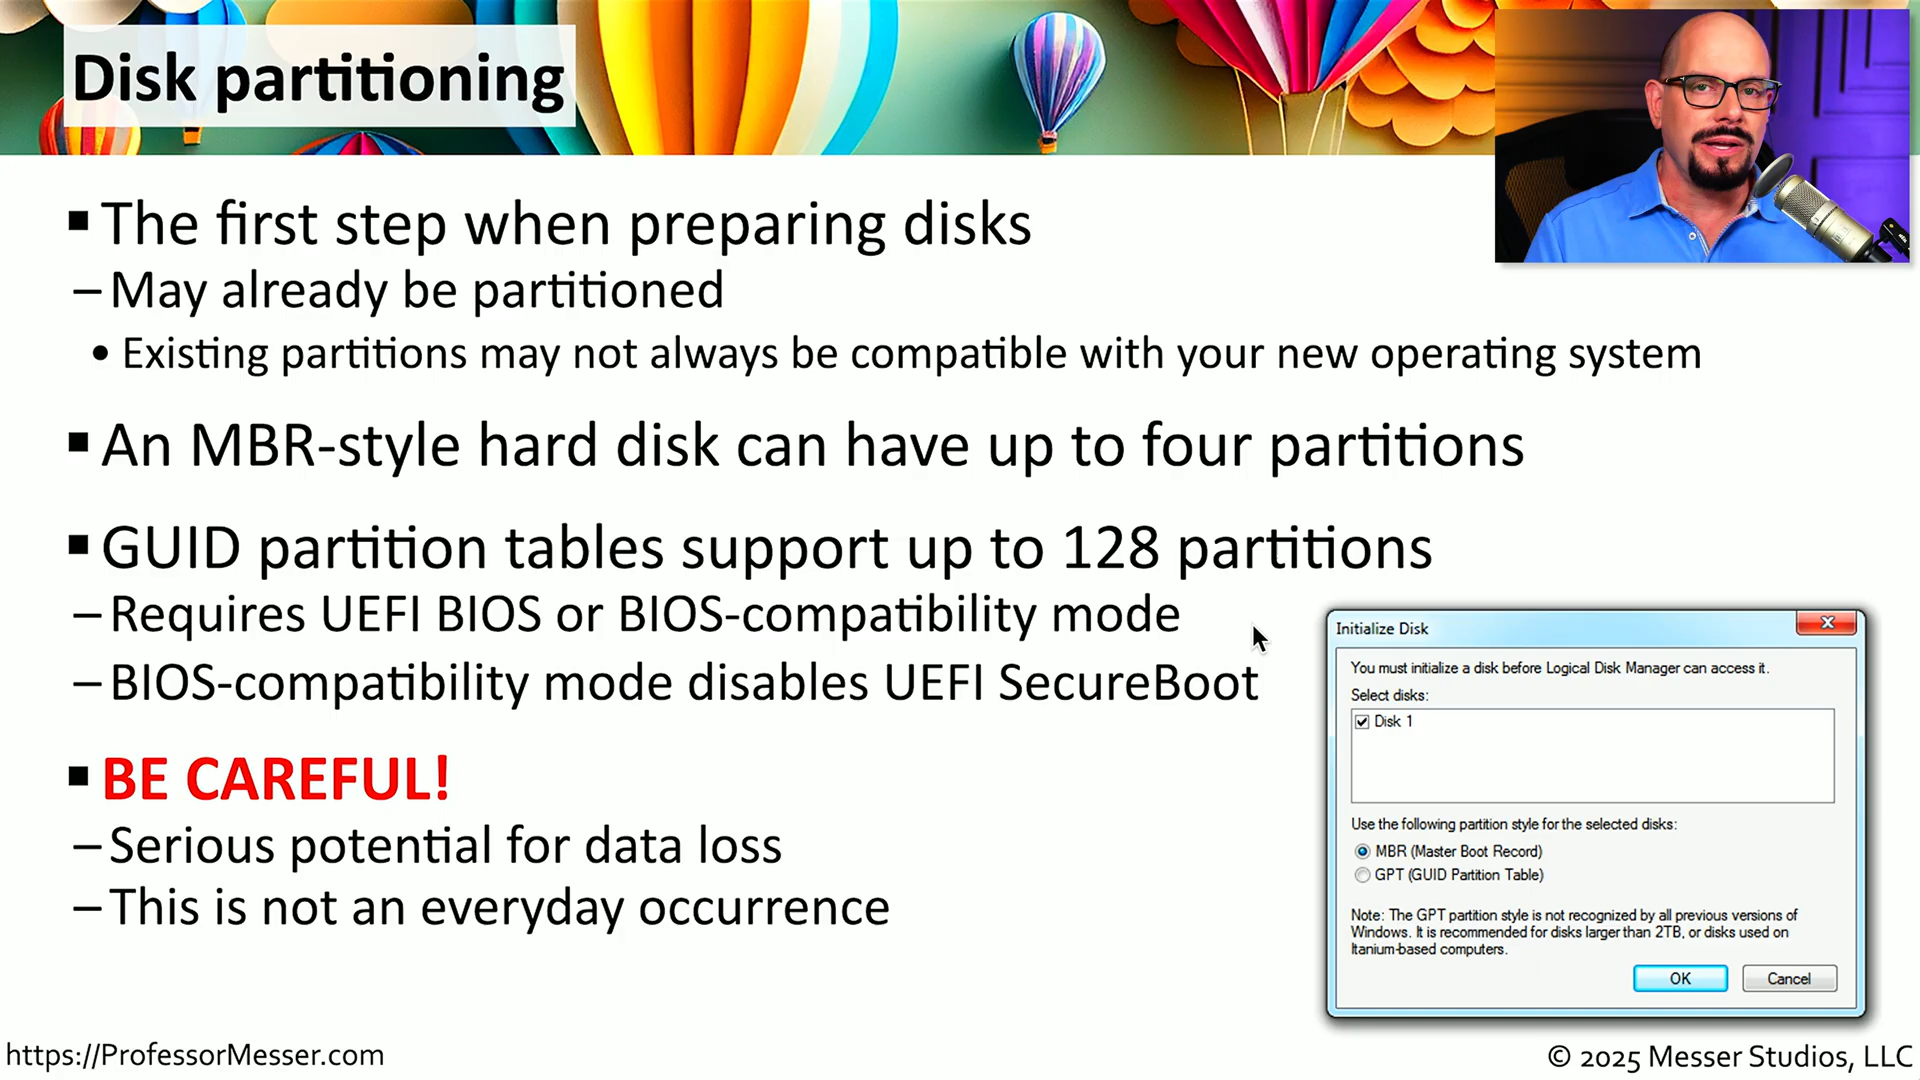 Disk partitioning
▪ The first step when preparing disks
– May already be partitioned
• Existing partitions may not always be compatible with your new operating system
▪ An MBR-style hard disk can have up to four partitions
▪ GUID partition tables support up to 128 partitions
– Requires UEFI BIOS or BIOS-compatibility mode
– BIOS-compatibility mode disables UEFI SecureBoot
▪ BE CAREFUL!
– Serious potential for data loss
– This is not an everyday occurrence
Initialize Disk
You must initialize a disk before Logical Disk Manager can access it.
Select disks:
Disk 1
Use the following partition style for the selected disks:
MBR (Master Boot Record)
GPT (GUID Partition Table)
Note: The GPT partition style is not recognized by all previous versions of
Windows. It is recommended for disks larger than 2TB, or disks used on
Itanium-based computers.
OK
Cancel
https://ProfessorMesser.com
© 2025 Messer Studios, LLC